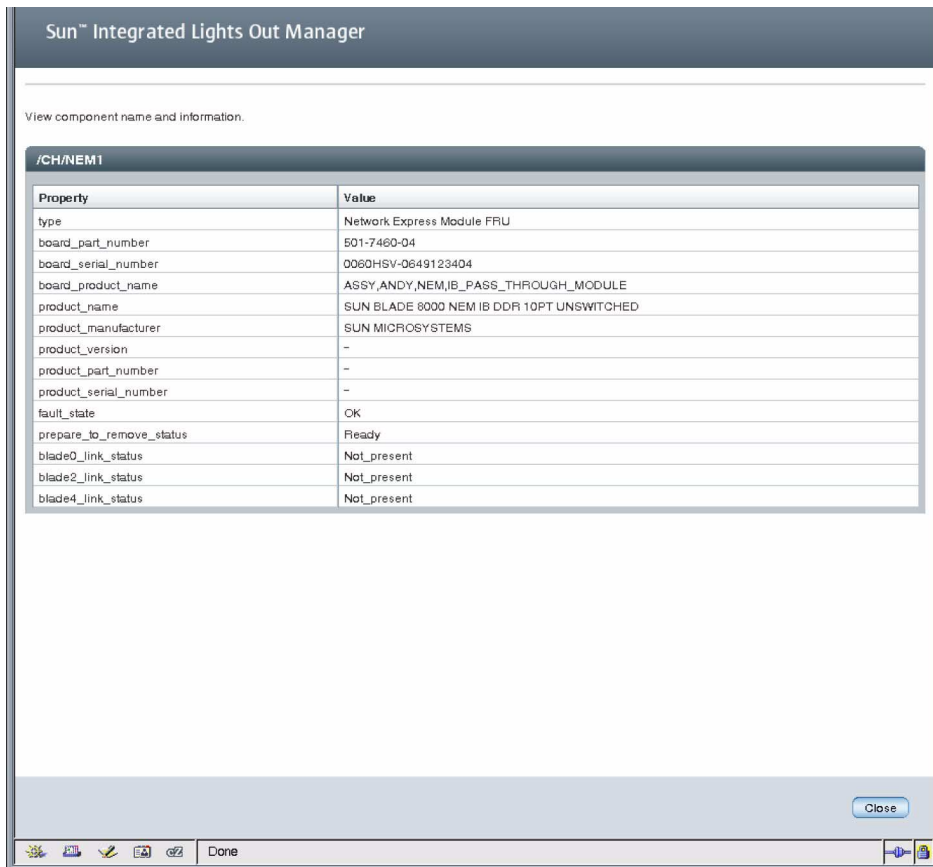 Sun™ Integrated Lights Out Manager
View component name and information.
/CH/NEM1
Property Value
type Network Express Module FRU
board_part_number 501-7460-04
board_serial_number 0060HSV-0649123404
board_product_name ASSY,ANDY,NEM,IB_PASS_THROUGH_MODULE
product_name SUN BLADE 8000 NEM IB DDR 10PT UNSWITCHED
product_manufacturer SUN MICROSYSTEMS
product_version -
product_part_number -
product_serial_number -
fault_state OK
prepare_to_remove_status Ready
blade0_link_status Not_present
blade2_link_status Not_present
blade4_link_status Not_present
Close
Done